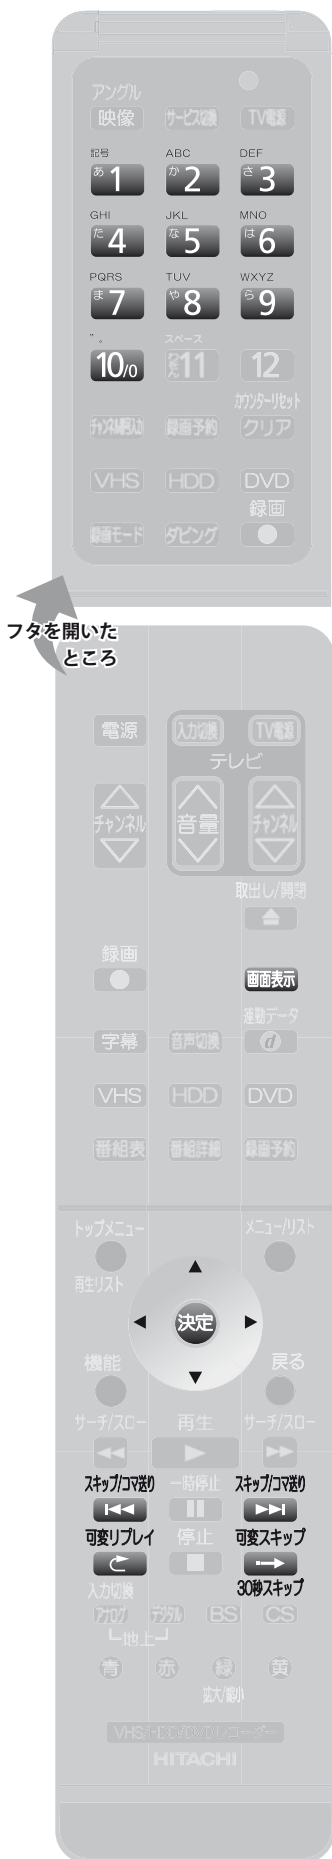 アングル
映像 サービス切換 TV電源
記号 ABC DEF
あ1 か2 さ3
GHI JKL MNO
た4 な5 は6
PQRS TUV WXYZ
ま7 や8 ら9
゛。 スペース
10/0 わをん11 12
カウンターリセット
チャンネル再入力 録画予約 クリア
VHS HDD DVD
録画
録画モード ダビング
フタを開いた
ところ
電源 入力切換 TV電源
テレビ
チャンネル 音量 チャンネル
取出し/開閉
録画
画面表示
連動データ
字幕 音声切換 d
VHS HDD DVD
番組表 番組詳細 録画予約
トップメニュー メニュー/リスト
再生リスト
決定
機能 戻る
サーチ/スロー 再生 サーチ/スロー
スキップ/コマ送り 一時停止 スキップ/コマ送り
可変リプレイ 停止 可変スキップ
30秒スキップ
入力切換
アナログ デジタル BS CS
地上
青 赤 緑 黄
拡大/縮小
VHS/HDD/DVDレコーダー
HITACHI